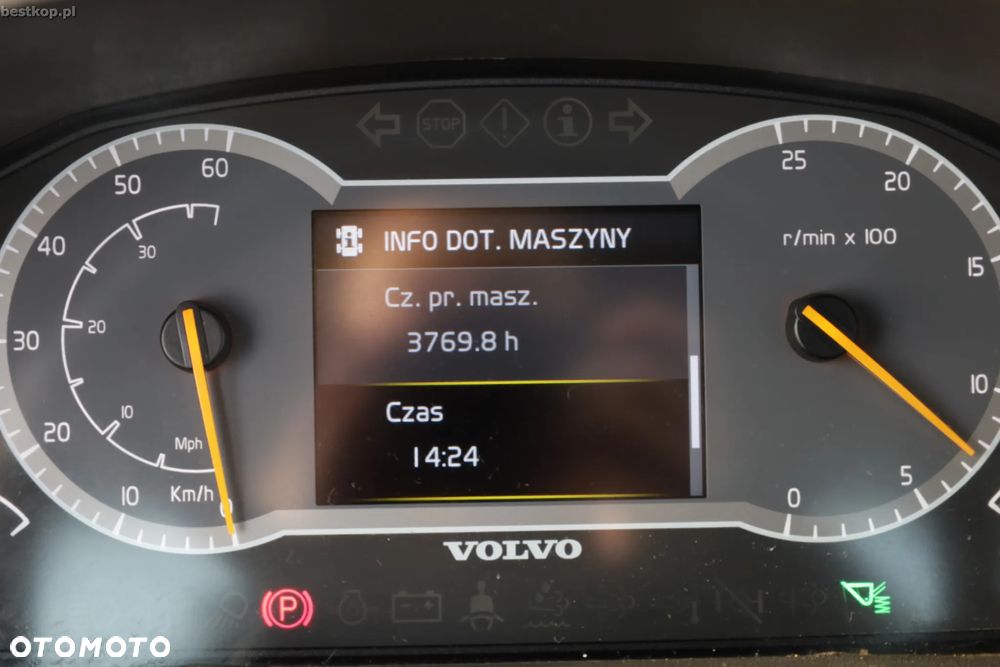 bestkop.pl
STOP
60
50
40
30
20
10
0
30
20
10
Mph
Km/h
INFO DOT. MASZYNY
Cz. pr. masz.
3769.8 h
Czas
14:24
25
20
15
10
5
0
r/min x 100
VOLVO
P
OTOMOTO